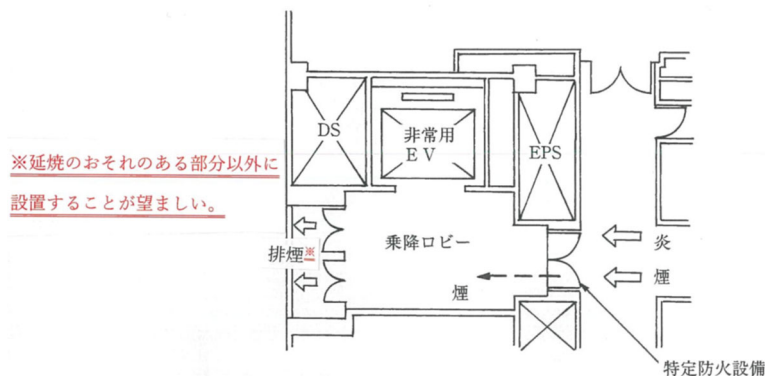 DS
非常用
EV
EPS
※延焼のおそれのある部分以外に
設置することが望ましい。
排煙※
乗降ロビー
煙
炎
煙
特定防火設備